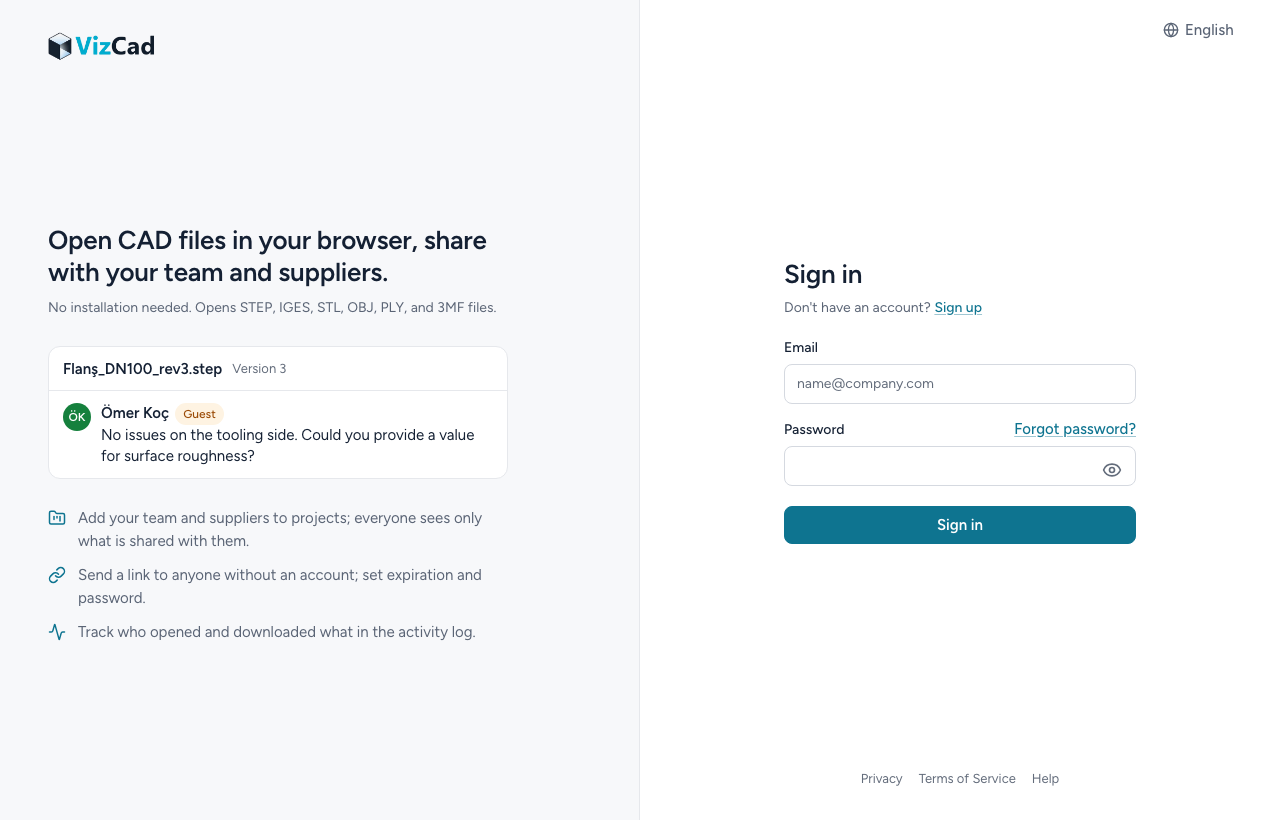 VizCad
English
Open CAD files in your browser, share
with your team and suppliers.
No installation needed. Opens STEP, IGES, STL, OBJ, PLY, and 3MF files.
Flanş_DN100_rev3.step Version 3
ÖK
Ömer Koç Guest
No issues on the tooling side. Could you provide a value
for surface roughness?
Add your team and suppliers to projects; everyone sees only
what is shared with them.
Send a link to anyone without an account; set expiration and
password.
Track who opened and downloaded what in the activity log.
Sign in
Don't have an account? Sign up
Email
name@company.com
Password Forgot password?
Sign in
Privacy Terms of Service Help